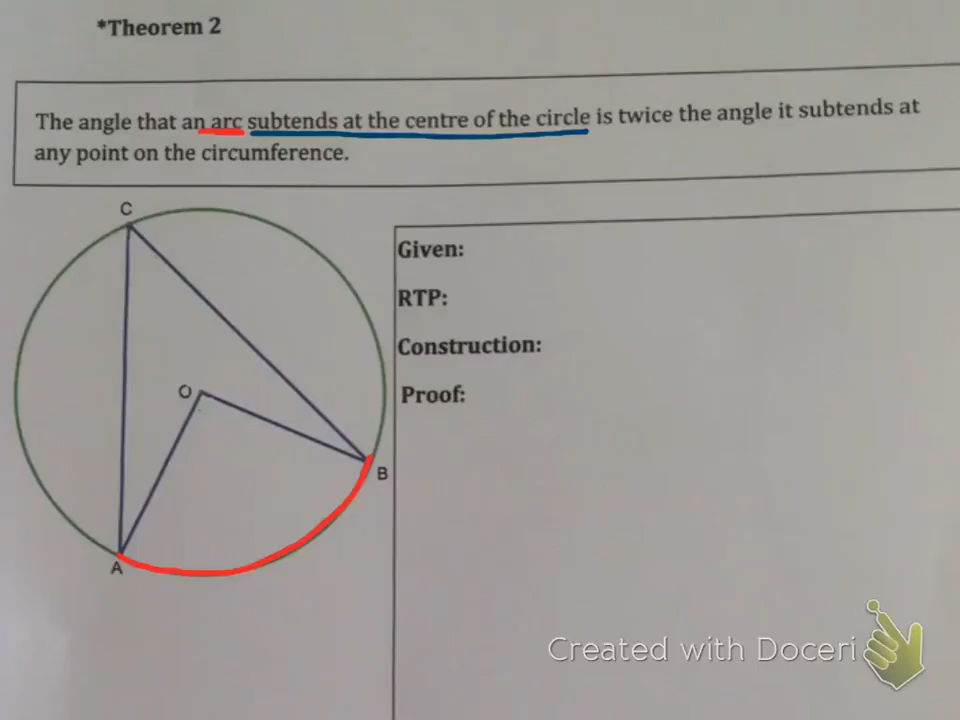 *Theorem 2
The angle that an arc subtends at the centre of the circle is twice the angle it subtends at
any point on the circumference.
C
Given:
RTP:
Construction:
O
Proof:
B
A
Created with Doceri